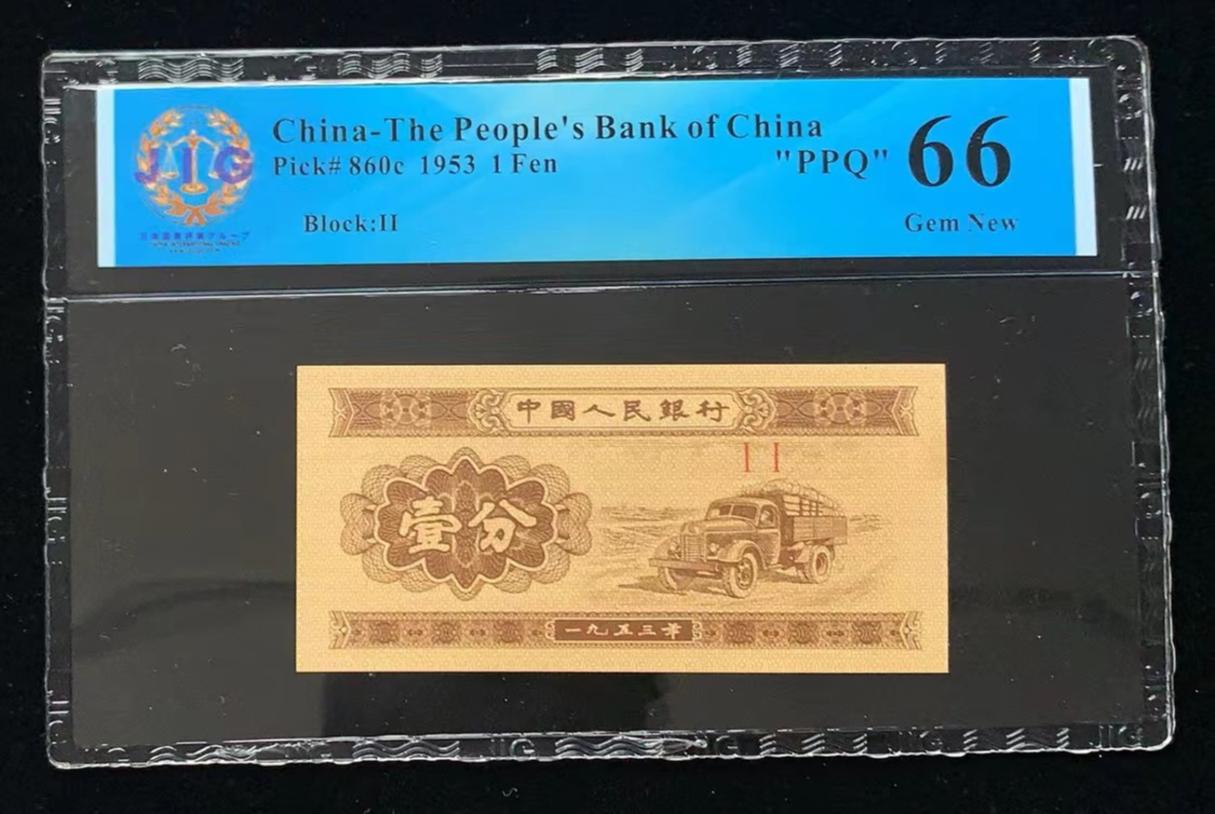 China-The People's Bank of China
Pick# 860c 1953 1 Fen
"PPQ" 66
Block:II
Gem New
JIG
中國人民銀行
II
壹分
一九五三年